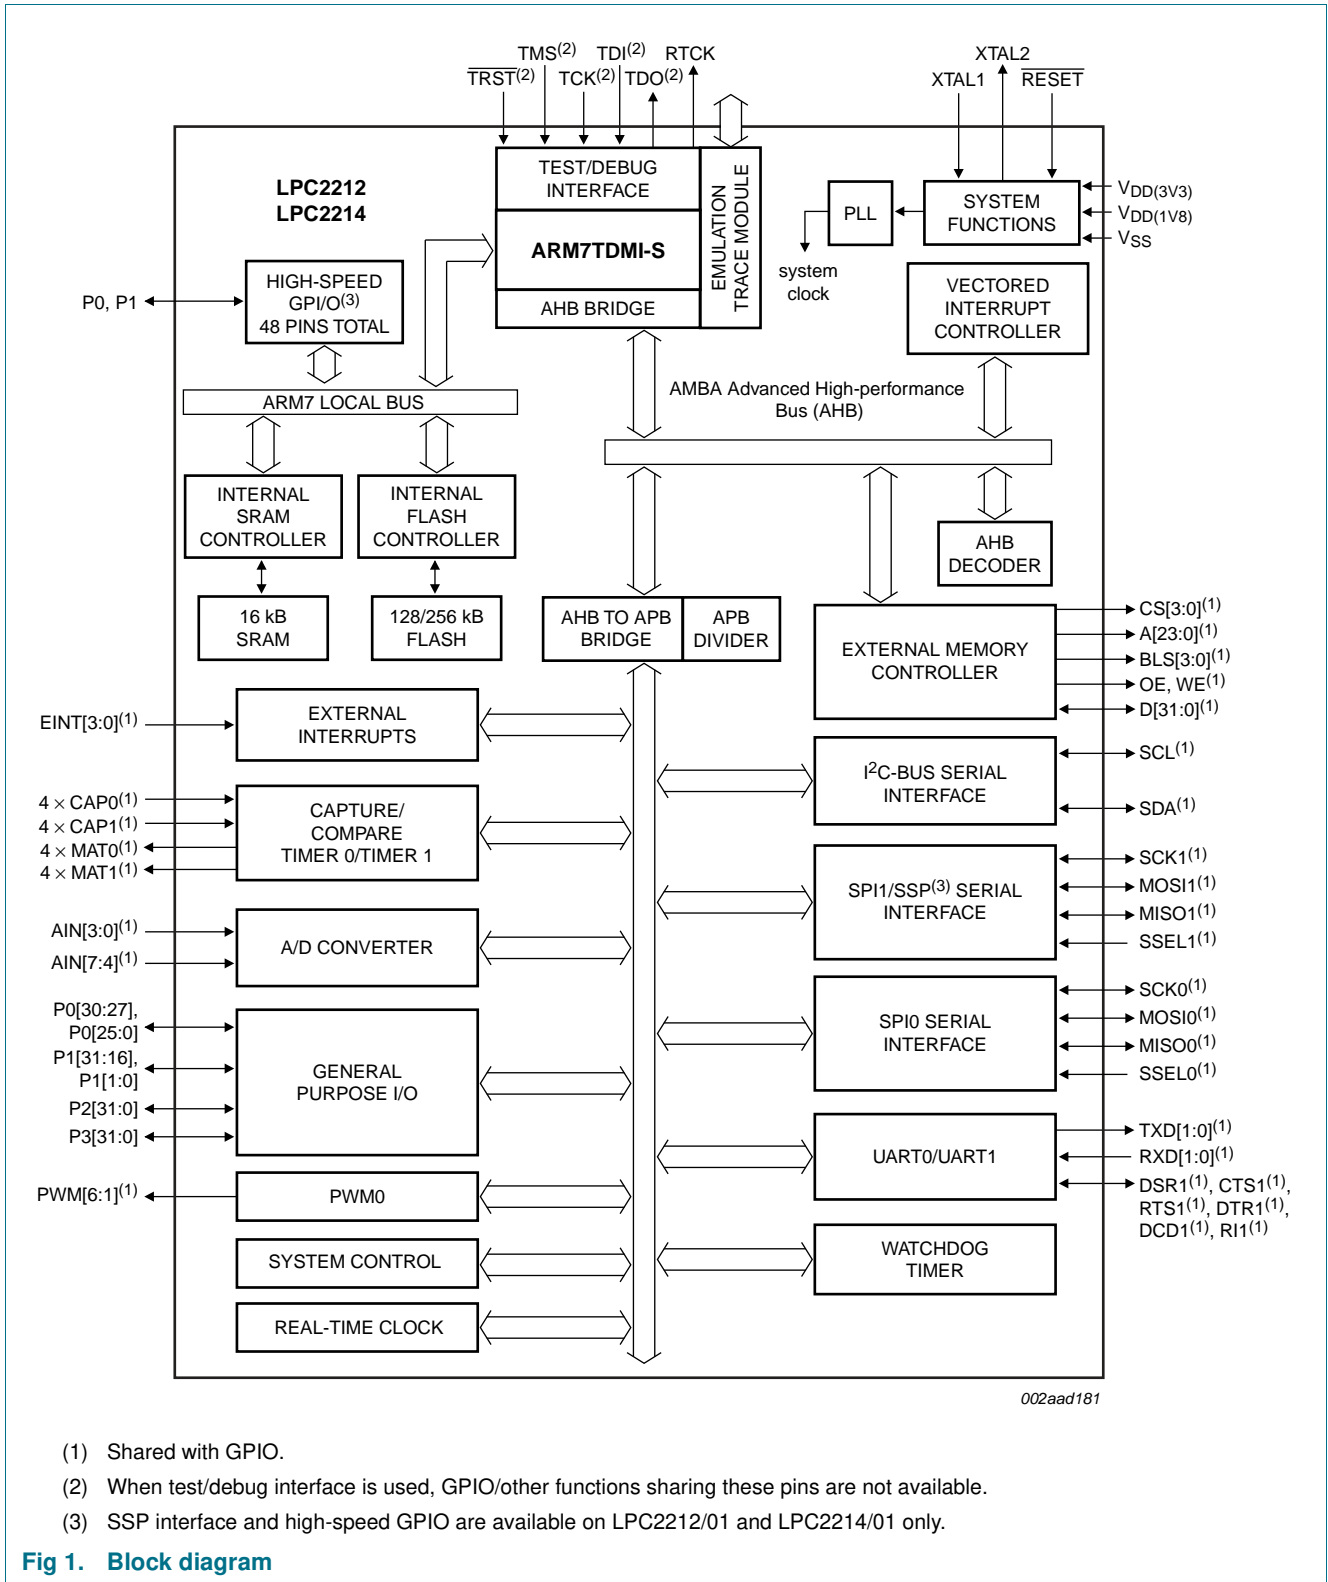 TMS(2) TDI(2) RTCK
TRST(2) TCK(2) TDO(2)
XTAL2
XTAL1 RESET
LPC2212
LPC2214
TEST/DEBUG
INTERFACE
ARM7TDMI-S
AHB BRIDGE
EMULATION
TRACE MODULE
PLL
system
clock
SYSTEM
FUNCTIONS
VDD(3V3)
VDD(1V8)
VSS
P0, P1
HIGH-SPEED
GPI/O(3)
48 PINS TOTAL
VECTORED
INTERRUPT
CONTROLLER
ARM7 LOCAL BUS
AMBA Advanced High-performance
Bus (AHB)
INTERNAL
SRAM
CONTROLLER
INTERNAL
FLASH
CONTROLLER
AHB
DECODER
16 kB
SRAM
128/256 kB
FLASH
AHB TO APB
BRIDGE
APB
DIVIDER
EXTERNAL MEMORY
CONTROLLER
CS[3:0](1)
A[23:0](1)
BLS[3:0](1)
OE, WE(1)
D[31:0](1)
EINT[3:0](1)
EXTERNAL
INTERRUPTS
I2C-BUS SERIAL
INTERFACE
SCL(1)
SDA(1)
4 × CAP0(1)
4 × CAP1(1)
4 × MAT0(1)
4 × MAT1(1)
CAPTURE/
COMPARE
TIMER 0/TIMER 1
SPI1/SSP(3) SERIAL
INTERFACE
SCK1(1)
MOSI1(1)
MISO1(1)
SSEL1(1)
AIN[3:0](1)
AIN[7:4](1)
A/D CONVERTER
SPI0 SERIAL
INTERFACE
SCK0(1)
MOSI0(1)
MISO0(1)
SSEL0(1)
P0[30:27],
P0[25:0]
P1[31:16],
P1[1:0]
P2[31:0]
P3[31:0]
GENERAL
PURPOSE I/O
UART0/UART1
TXD[1:0](1)
RXD[1:0](1)
DSR1(1), CTS1(1),
RTS1(1), DTR1(1),
DCD1(1), RI1(1)
PWM[6:1](1)
PWM0
SYSTEM CONTROL
WATCHDOG
TIMER
REAL-TIME CLOCK
002aad181
(1) Shared with GPIO.
(2) When test/debug interface is used, GPIO/other functions sharing these pins are not available.
(3) SSP interface and high-speed GPIO are available on LPC2212/01 and LPC2214/01 only.
Fig 1. Block diagram